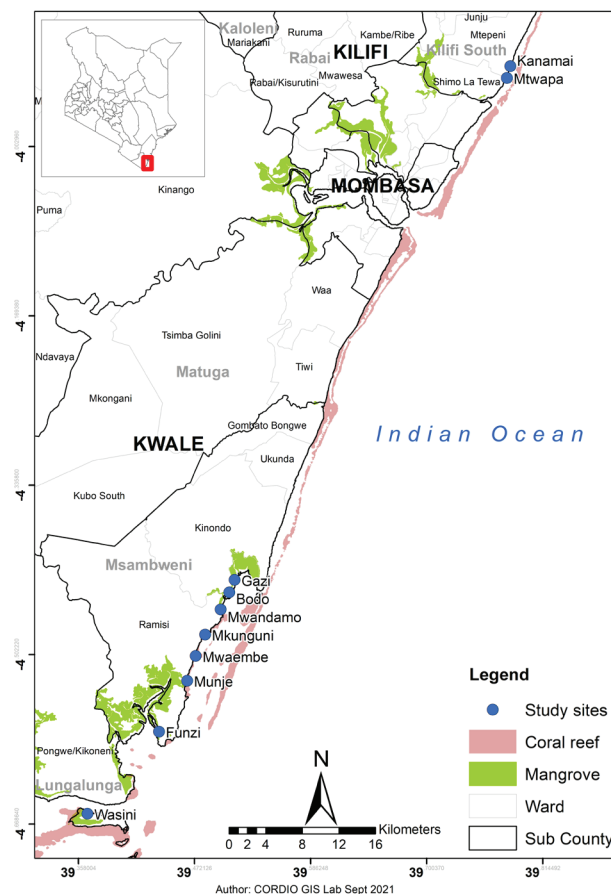 Kaloleni
Mariakani
Ruruma
Kambe/Ribe
Junju
Mtepeni
Rabai
KILIFI
Kilifi South
Kanamai
Mtwapa
Rabai/Kisurutini
Mwawesa
Shimo La Tewa
M
Kinango
MOMBASA
Puma
Waa
Tsimba Golini
Ndavaya
Matuga
Tiwi
Mkongani
Gombato Bongwe
KWALE
Indian Ocean
Ukunda
Kubo South
Kinondo
Msambweni
Gazi
Bodo
Mwandamo
Ramisi
Mkunguni
Mwaembe
Munje
Funzi
Pongwe/Kikoneni
Lungalunga
Wasini
Legend
Study sites
Coral reef
Mangrove
Ward
Sub County
N
Kilometers
0 2 4 8 12 16
-4
-4
-4
-4
-4
39
39
39
39
39
Author: CORDIO GIS Lab Sept 2021